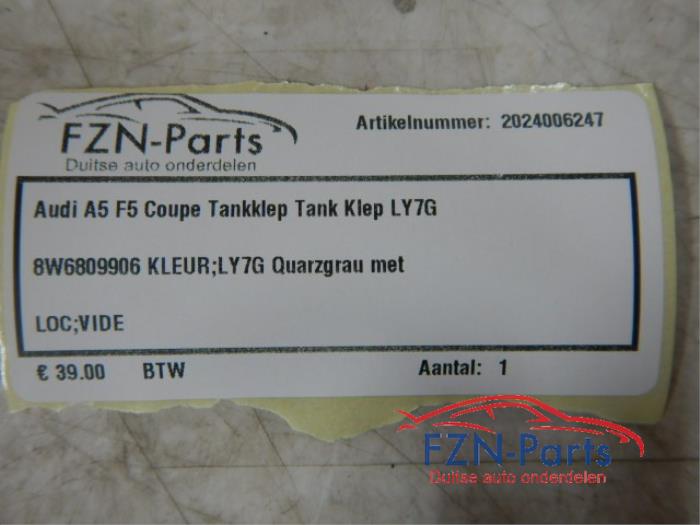 FZN-Parts
Duitse auto onderdelen
Artikelnummer: 2024006247
Audi A5 F5 Coupe Tankklep Tank Klep LY7G
8W6809906 KLEUR;LY7G Quarzgrau met
LOC;VIDE
€ 39.00 BTW Aantal: 1
FZN-Parts
Duitse auto onderdelen